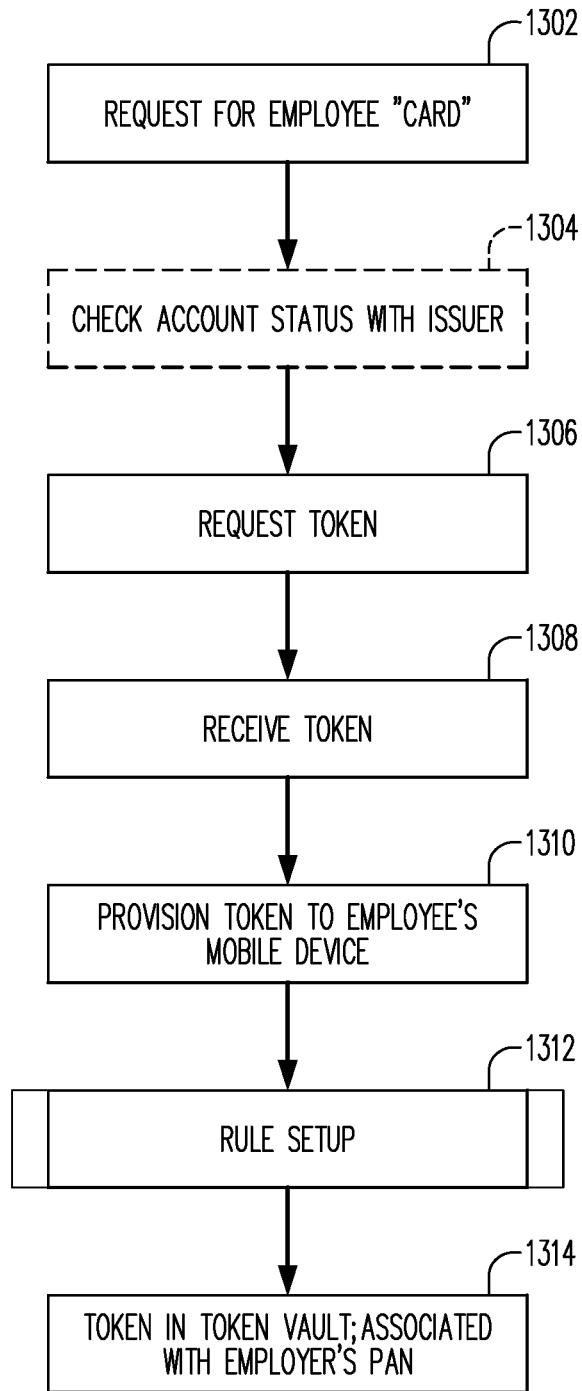 1302
REQUEST FOR EMPLOYEE "CARD"
1304
CHECK ACCOUNT STATUS WITH ISSUER
1306
REQUEST TOKEN
1308
RECEIVE TOKEN
1310
PROVISION TOKEN TO EMPLOYEE'S
MOBILE DEVICE
1312
RULE SETUP
1314
TOKEN IN TOKEN VAULT;ASSOCIATED
WITH EMPLOYER'S PAN